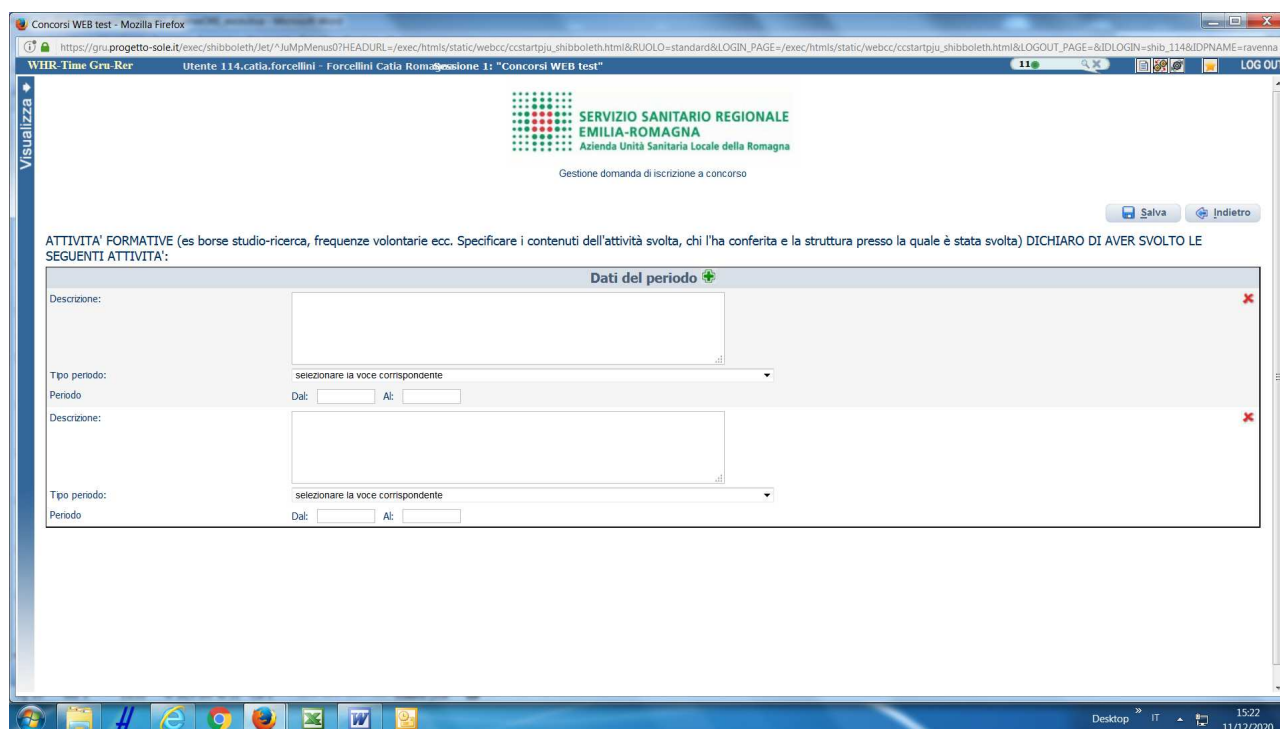 Concorsi WEB test - Mozilla Firefox
https://gru.progetto-sole.it/exec/shibboleth/Jet/^JuMpMenus0?HEADURL=/exec/htmls/static/webcc/ccstartpju_shibboleth.html&RUOLO=standard&LOGIN_PAGE=/exec/htmls/static/webcc/ccstartpju_shibboleth.html&LOGOUT_PAGE=&IDLOGIN=shib_114&IDPNAME=ravenna
WHR-Time Gru-Rer Utente 114.catia.forcellini - Forcellini Catia Sessione 1: "Concorsi WEB test" 11 LOG OUT
Visualizza
SERVIZIO SANITARIO REGIONALE
EMILIA-ROMAGNA
Azienda Unità Sanitaria Locale della Romagna
Gestione domanda di iscrizione a concorso
Salva Indietro
ATTIVITA' FORMATIVE (es borse studio-ricerca, frequenze volontarie ecc. Specificare i contenuti dell'attività svolta, chi l'ha conferita e la struttura presso la quale è stata svolta) DICHIARO DI AVER SVOLTO LE
SEGUENTI ATTIVITA':
Dati del periodo
Descrizione:
Tipo periodo: selezionare la voce corrispondente
Periodo Dal: Al:
Descrizione:
Tipo periodo: selezionare la voce corrispondente
Periodo Dal: Al:
Desktop » IT 15:22
11/12/2020